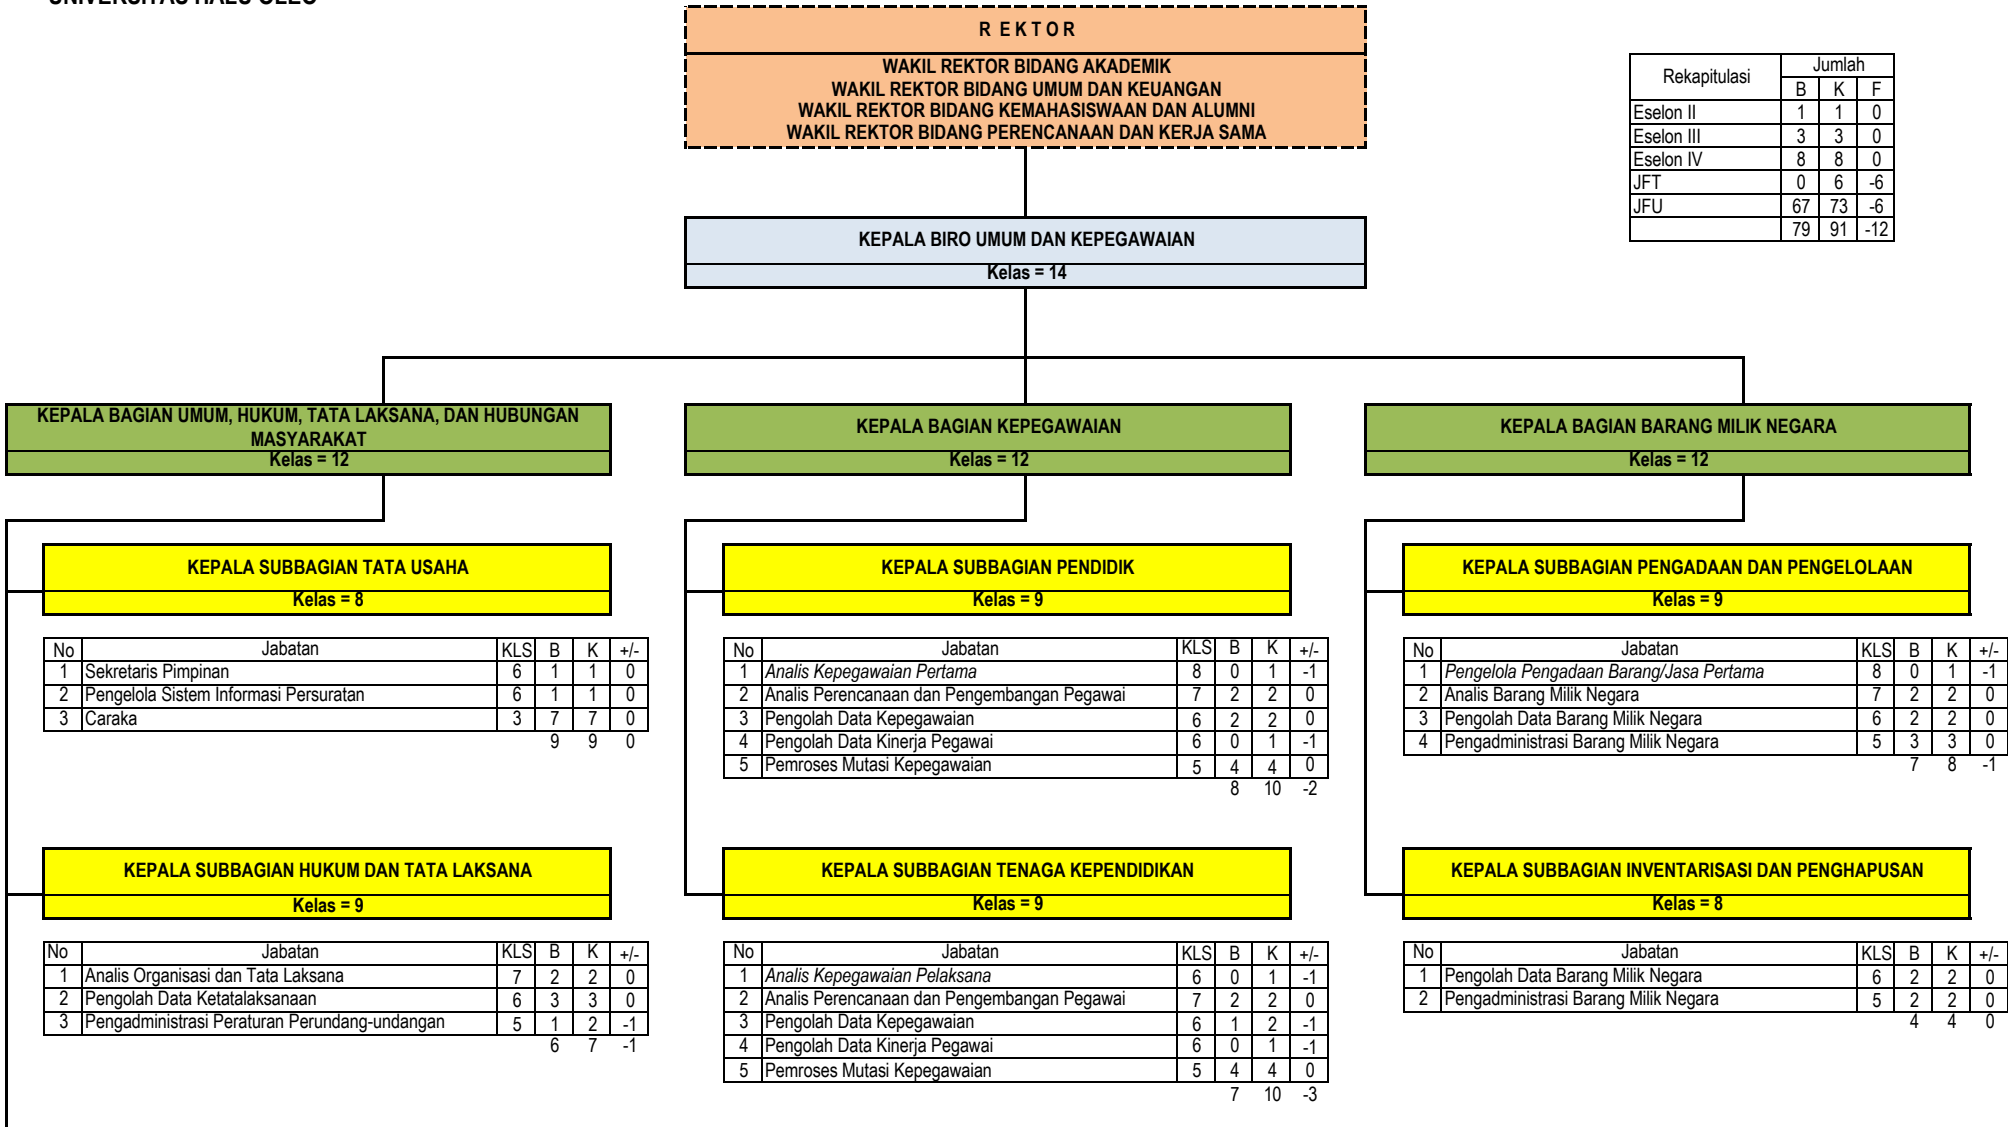 UNIVERSITAS HALU OLEO
R E K T O R
WAKIL REKTOR BIDANG AKADEMIK
WAKIL REKTOR BIDANG UMUM DAN KEUANGAN
WAKIL REKTOR BIDANG KEMAHASISWAAN DAN ALUMNI
WAKIL REKTOR BIDANG PERENCANAAN DAN KERJA SAMA
Rekapitulasi Jumlah
B K F
Eselon II 1 1 0
Eselon III 3 3 0
Eselon IV 8 8 0
JFT 0 6 -6
JFU 67 73 -6
79 91 -12
KEPALA BIRO UMUM DAN KEPEGAWAIAN
Kelas = 14
KEPALA BAGIAN UMUM, HUKUM, TATA LAKSANA, DAN HUBUNGAN
MASYARAKAT
Kelas = 12
KEPALA BAGIAN KEPEGAWAIAN
Kelas = 12
KEPALA BAGIAN BARANG MILIK NEGARA
Kelas = 12
KEPALA SUBBAGIAN TATA USAHA
Kelas = 8
No Jabatan KLS B K +/-
1 Sekretaris Pimpinan 6 1 1 0
2 Pengelola Sistem Informasi Persuratan 6 1 1 0
3 Caraka 3 7 7 0
9 9 0
KEPALA SUBBAGIAN PENDIDIK
Kelas = 9
No Jabatan KLS B K +/-
1 Analis Kepegawaian Pertama 8 0 1 -1
2 Analis Perencanaan dan Pengembangan Pegawai 7 2 2 0
3 Pengolah Data Kepegawaian 6 2 2 0
4 Pengolah Data Kinerja Pegawai 6 0 1 -1
5 Pemroses Mutasi Kepegawaian 5 4 4 0
8 10 -2
KEPALA SUBBAGIAN PENGADAAN DAN PENGELOLAAN
Kelas = 9
No Jabatan KLS B K +/-
1 Pengelola Pengadaan Barang/Jasa Pertama 8 0 1 -1
2 Analis Barang Milik Negara 7 2 2 0
3 Pengolah Data Barang Milik Negara 6 2 2 0
4 Pengadministrasi Barang Milik Negara 5 3 3 0
7 8 -1
KEPALA SUBBAGIAN HUKUM DAN TATA LAKSANA
Kelas = 9
No Jabatan KLS B K +/-
1 Analis Organisasi dan Tata Laksana 7 2 2 0
2 Pengolah Data Ketatalaksanaan 6 3 3 0
3 Pengadministrasi Peraturan Perundang-undangan 5 1 2 -1
6 7 -1
KEPALA SUBBAGIAN TENAGA KEPENDIDIKAN
Kelas = 9
No Jabatan KLS B K +/-
1 Analis Kepegawaian Pelaksana 6 0 1 -1
2 Analis Perencanaan dan Pengembangan Pegawai 7 2 2 0
3 Pengolah Data Kepegawaian 6 1 2 -1
4 Pengolah Data Kinerja Pegawai 6 0 1 -1
5 Pemroses Mutasi Kepegawaian 5 4 4 0
7 10 -3
KEPALA SUBBAGIAN INVENTARISASI DAN PENGHAPUSAN
Kelas = 8
No Jabatan KLS B K +/-
1 Pengolah Data Barang Milik Negara 6 2 2 0
2 Pengadministrasi Barang Milik Negara 5 2 2 0
4 4 0